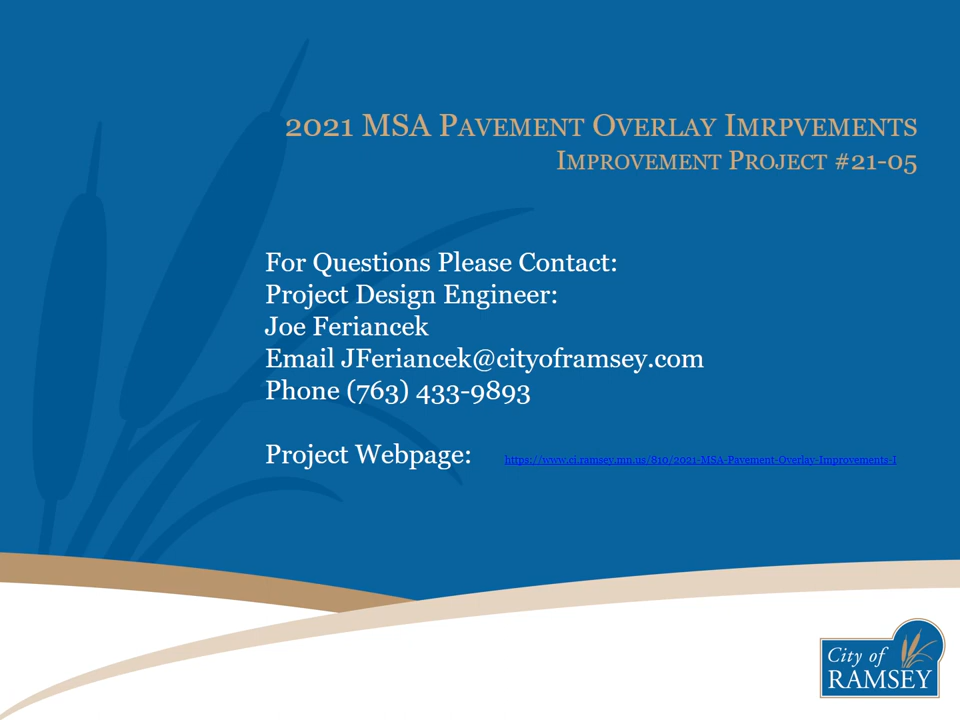 2021 MSA Pavement Overlay Imrpvements
Improvement Project #21-05
For Questions Please Contact:
Project Design Engineer:
Joe Feriancek
Email JFeriancek@cityoframsey.com
Phone (763) 433-9893
Project Webpage: https://www.ci.ramsey.mn.us/810/2021-MSA-Pavement-Overlay-Improvements-I
City of
RAMSEY